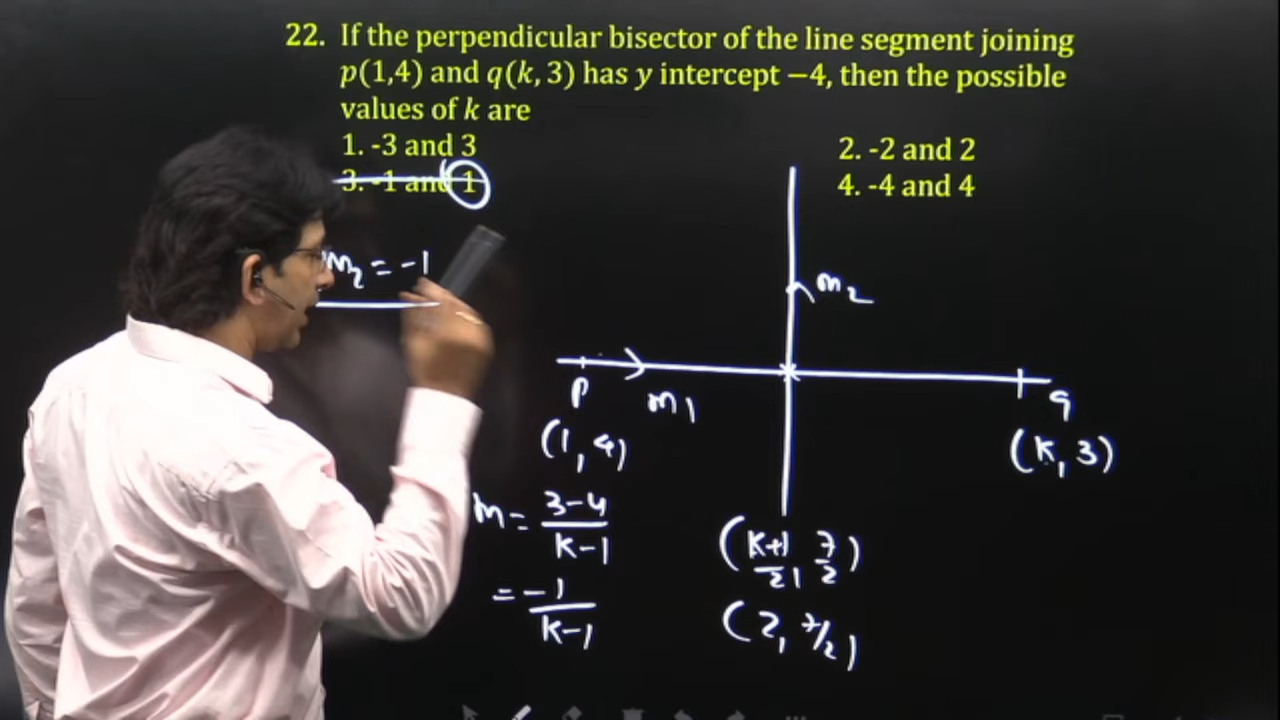 22. If the perpendicular bisector of the line segment joining
p(1,4) and q(k, 3) has y intercept −4, then the possible
values of k are
1. -3 and 3
2. -2 and 2
3. -1 and 1
4. -4 and 4
m₂ = -1
m₂
p
m₁
q
(1, 4)
(k, 3)
m = 3-4/k-1
= -1/k-1
(k+1/2, 7/2)
(2, 7/2)